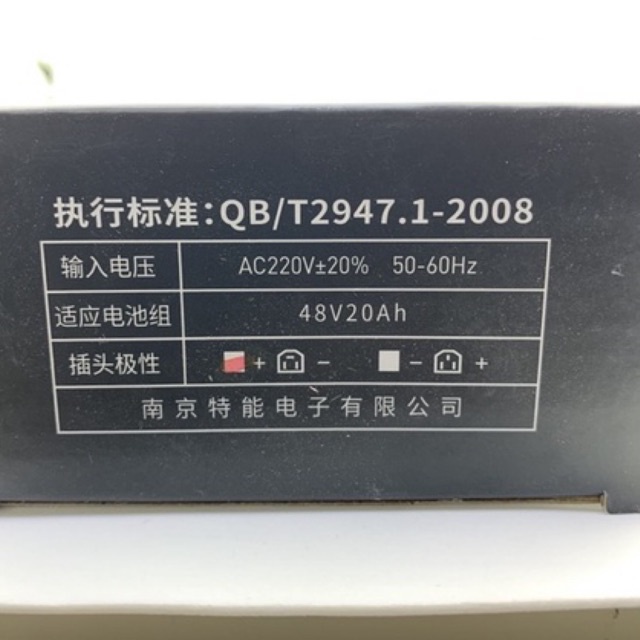 执行标准:QB/T2947.1-2008
输入电压 AC220V±20% 50-60Hz
适应电池组 48V20Ah
插头极性 + - - +
南京特能电子有限公司